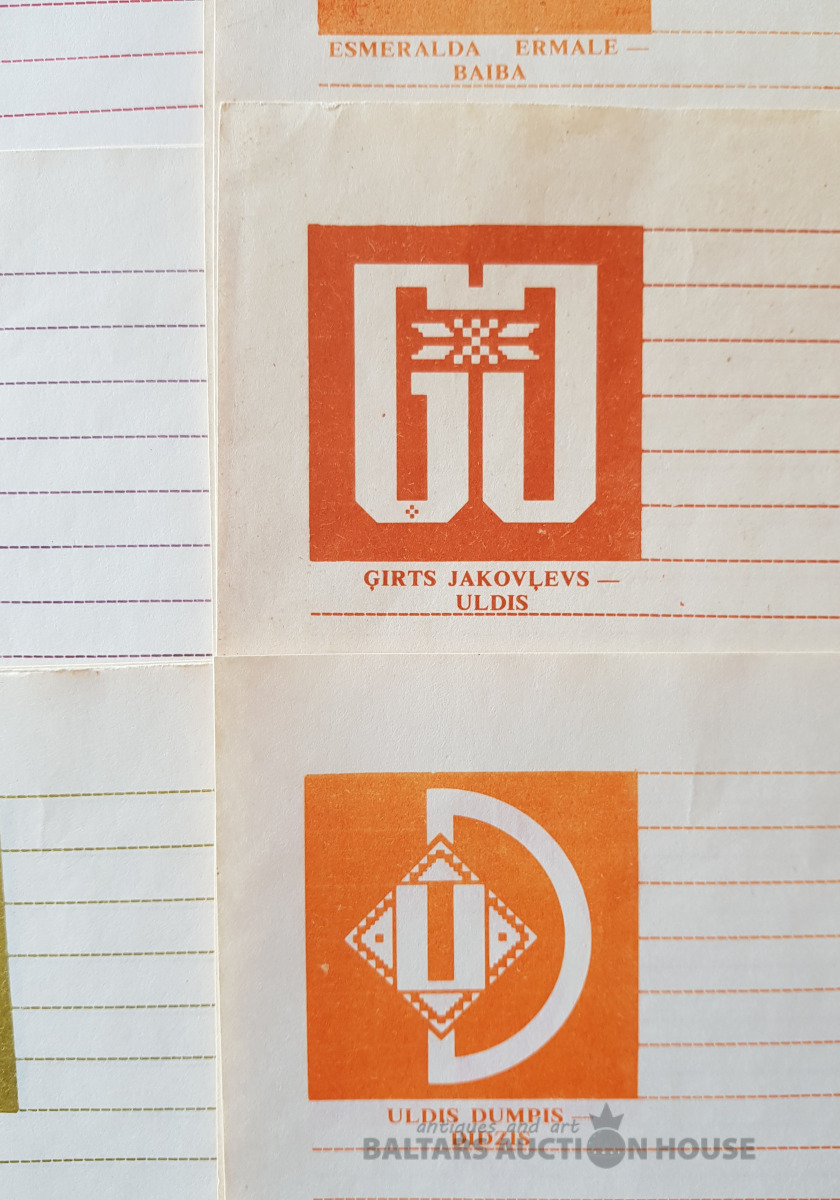 ESMERALDA ERMALE —
BAIBA
ĢIRTS JAKOVĻEVS —
ULDIS
U D
ULDIS DUMPIS —
DIDZIS
antiques and art
BALTARS AUCTION HOUSE